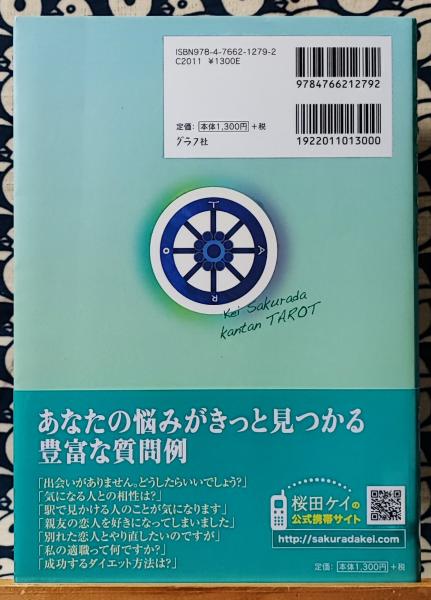 ISBN978-4-7662-1279-2
C2011 ¥1300E
9784766212792
定価：本体1,300円＋税
グラフ社
1922011013000
T
A
R
O
Kei Sakurada
kantan TAROT
あなたの悩みがきっと見つかる
豊富な質問例
「出会いがありません。どうしたらいいでしょう？」
「気になる人との相性は？」
「駅で見かける人のことが気になります」
「親友の恋人を好きになってしまいました」
「別れた恋人とやり直したいのですが」
「私の適職って何ですか？」
「成功するダイエット方法は？」
桜田ケイの
公式携帯サイト
http://sakuradakei.com
定価：本体1,300円＋税